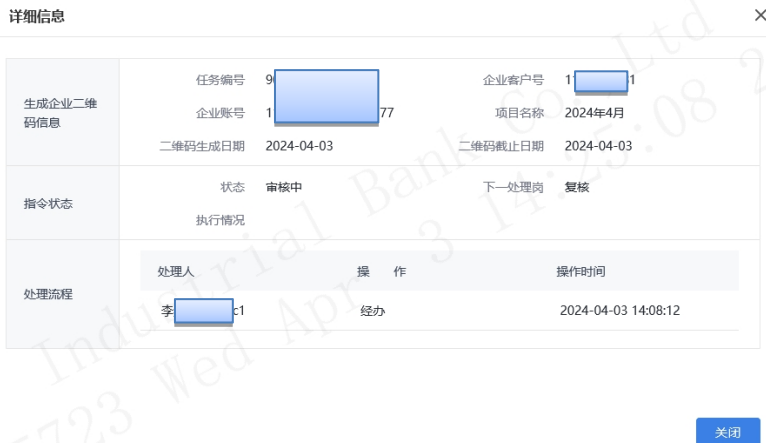 详细信息
生成企业二维
码信息
任务编号 9
企业客户号 1 1
企业账号 1 77
项目名称 2024年4月
二维码生成日期 2024-04-03
二维码截止日期 2024-04-03
指令状态
状态 审核中
下一处理岗 复核
执行情况
处理流程
处理人 操 作 操作时间
李 c1 经办 2024-04-03 14:08:12
关闭
Industrial Bank Co., Ltd
5723 Wed Apr 3 14:25:08 2